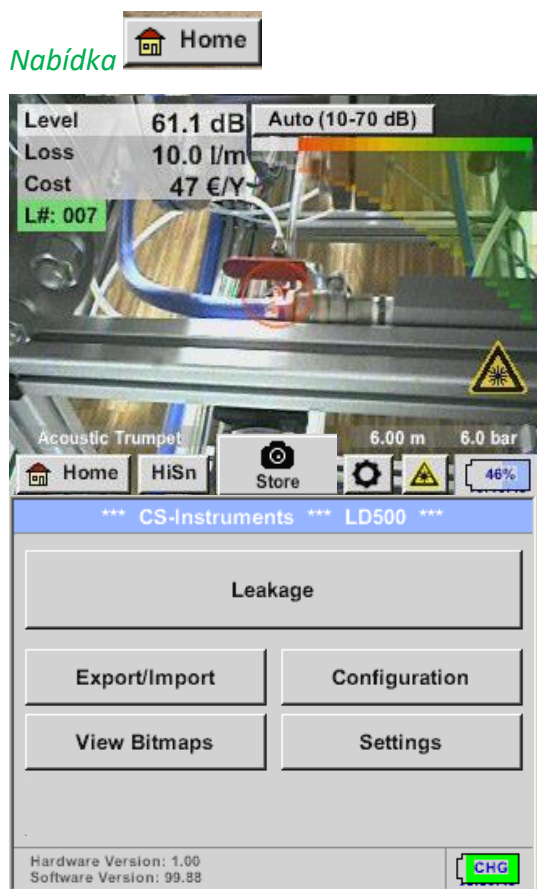 Nabídka Home
Level 61.1 dB Auto (10-70 dB)
Loss 10.0 l/m
Cost 47 €/Y
L#: 007
Acoustic Trumpet 6.00 m 6.0 bar
Home HiSn Store 46%
*** CS-Instruments *** LD500 ***
Leakage
Export/Import Configuration
View Bitmaps Settings
Hardware Version: 1.00
Software Version: 99.88
CHG